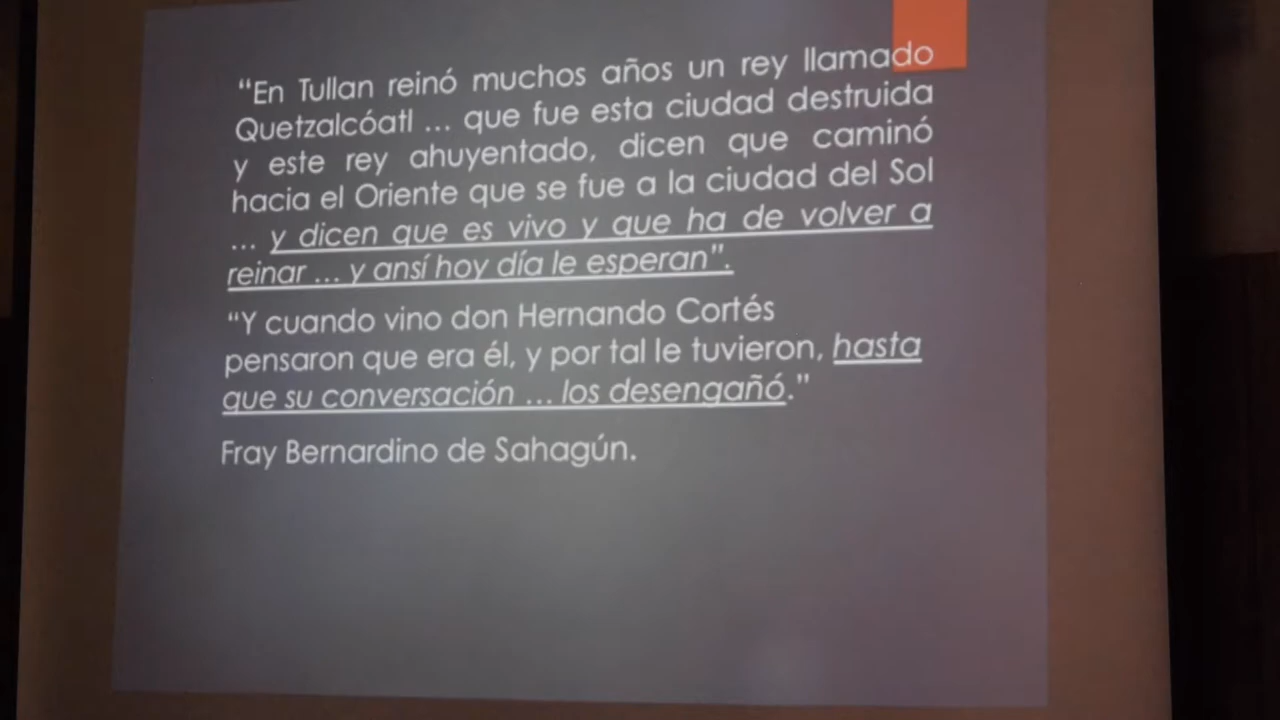 “En Tullan reinó muchos años un rey llamado
Quetzalcóatl ... que fue esta ciudad destruida
y este rey ahuyentado, dicen que caminó
hacia el Oriente que se fue a la ciudad del Sol
... y dicen que es vivo y que ha de volver a
reinar ... y ansí hoy día le esperan”.
“Y cuando vino don Hernando Cortés
pensaron que era él, y por tal le tuvieron, hasta
que su conversación ... los desengañó.”
Fray Bernardino de Sahagún.